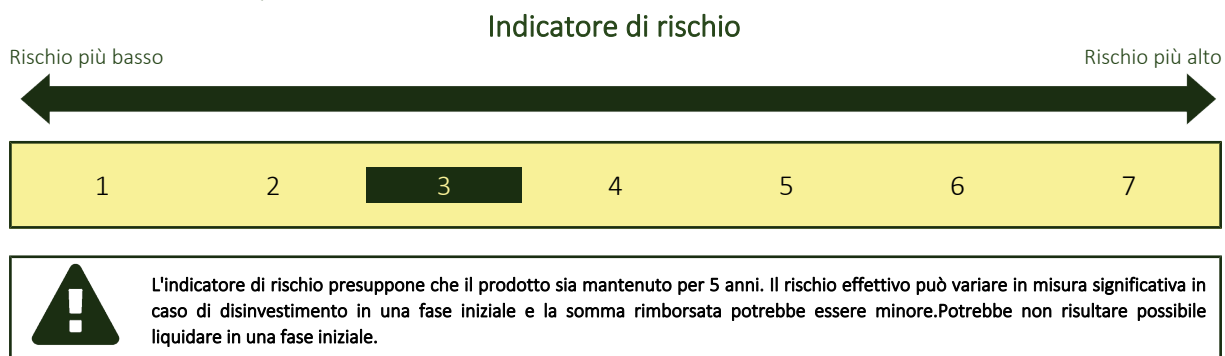 Indicatore di rischio
Rischio più basso
Rischio più alto
1 2 3 4 5 6 7
L'indicatore di rischio presuppone che il prodotto sia mantenuto per 5 anni. Il rischio effettivo può variare in misura significativa in
caso di disinvestimento in una fase iniziale e la somma rimborsata potrebbe essere minore.Potrebbe non risultare possibile
liquidare in una fase iniziale.